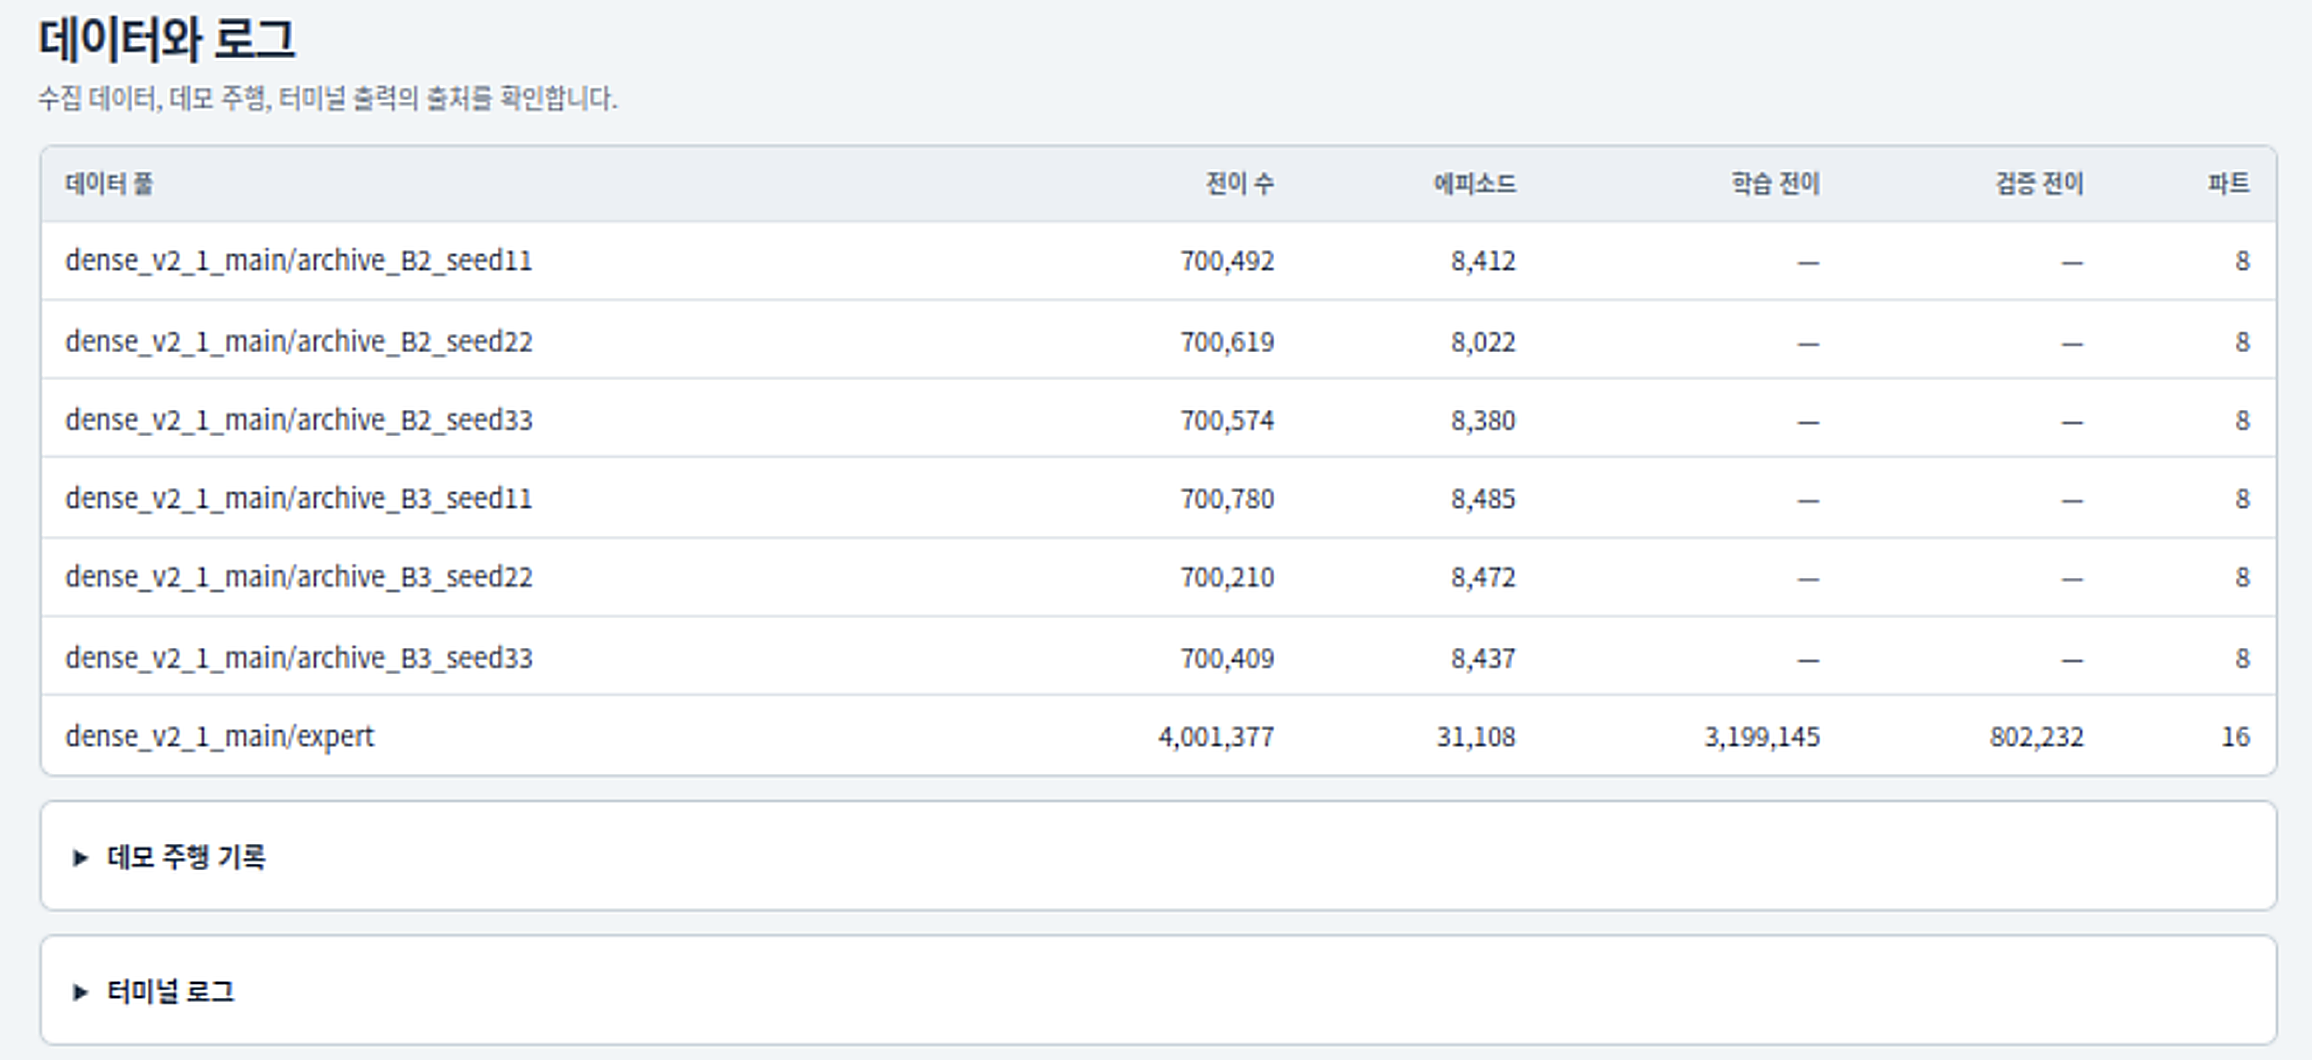 데이터와 로그
수집 데이터, 데모 주행, 터미널 출력의 출처를 확인합니다.
데이터 풀 전이 수 에피소드 학습 전이 검증 전이 파트
dense_v2_1_main/archive_B2_seed11 700,492 8,412 — — 8
dense_v2_1_main/archive_B2_seed22 700,619 8,022 — — 8
dense_v2_1_main/archive_B2_seed33 700,574 8,380 — — 8
dense_v2_1_main/archive_B3_seed11 700,780 8,485 — — 8
dense_v2_1_main/archive_B3_seed22 700,210 8,472 — — 8
dense_v2_1_main/archive_B3_seed33 700,409 8,437 — — 8
dense_v2_1_main/expert 4,001,377 31,108 3,199,145 802,232 16
▶ 데모 주행 기록
▶ 터미널 로그